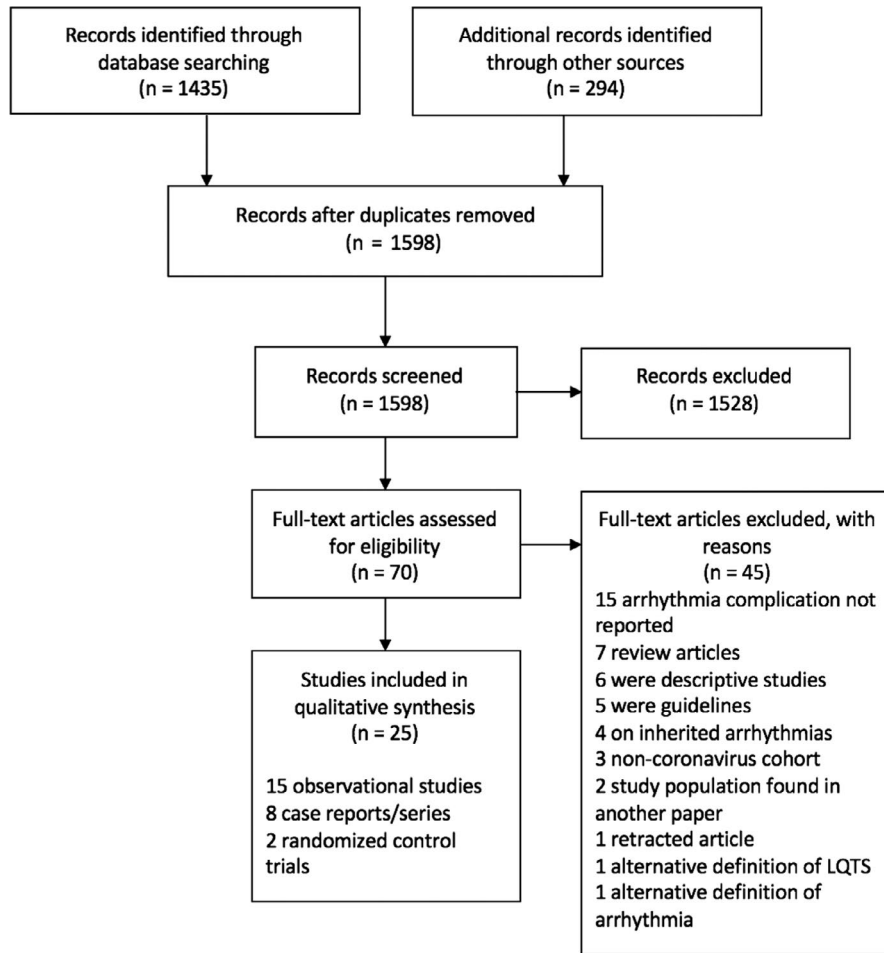 Records identified through
database searching
(n = 1435)
Additional records identified
through other sources
(n = 294)
Records after duplicates removed
(n = 1598)
Records screened
(n = 1598)
Records excluded
(n = 1528)
Full-text articles assessed
for eligibility
(n = 70)
Full-text articles excluded, with
reasons
(n = 45)
15 arrhythmia complication not
reported
7 review articles
6 were descriptive studies
5 were guidelines
4 on inherited arrhythmias
3 non-coronavirus cohort
2 study population found in
another paper
1 retracted article
1 alternative definition of LQTS
1 alternative definition of
arrhythmia
Studies included in
qualitative synthesis
(n = 25)
15 observational studies
8 case reports/series
2 randomized control
trials